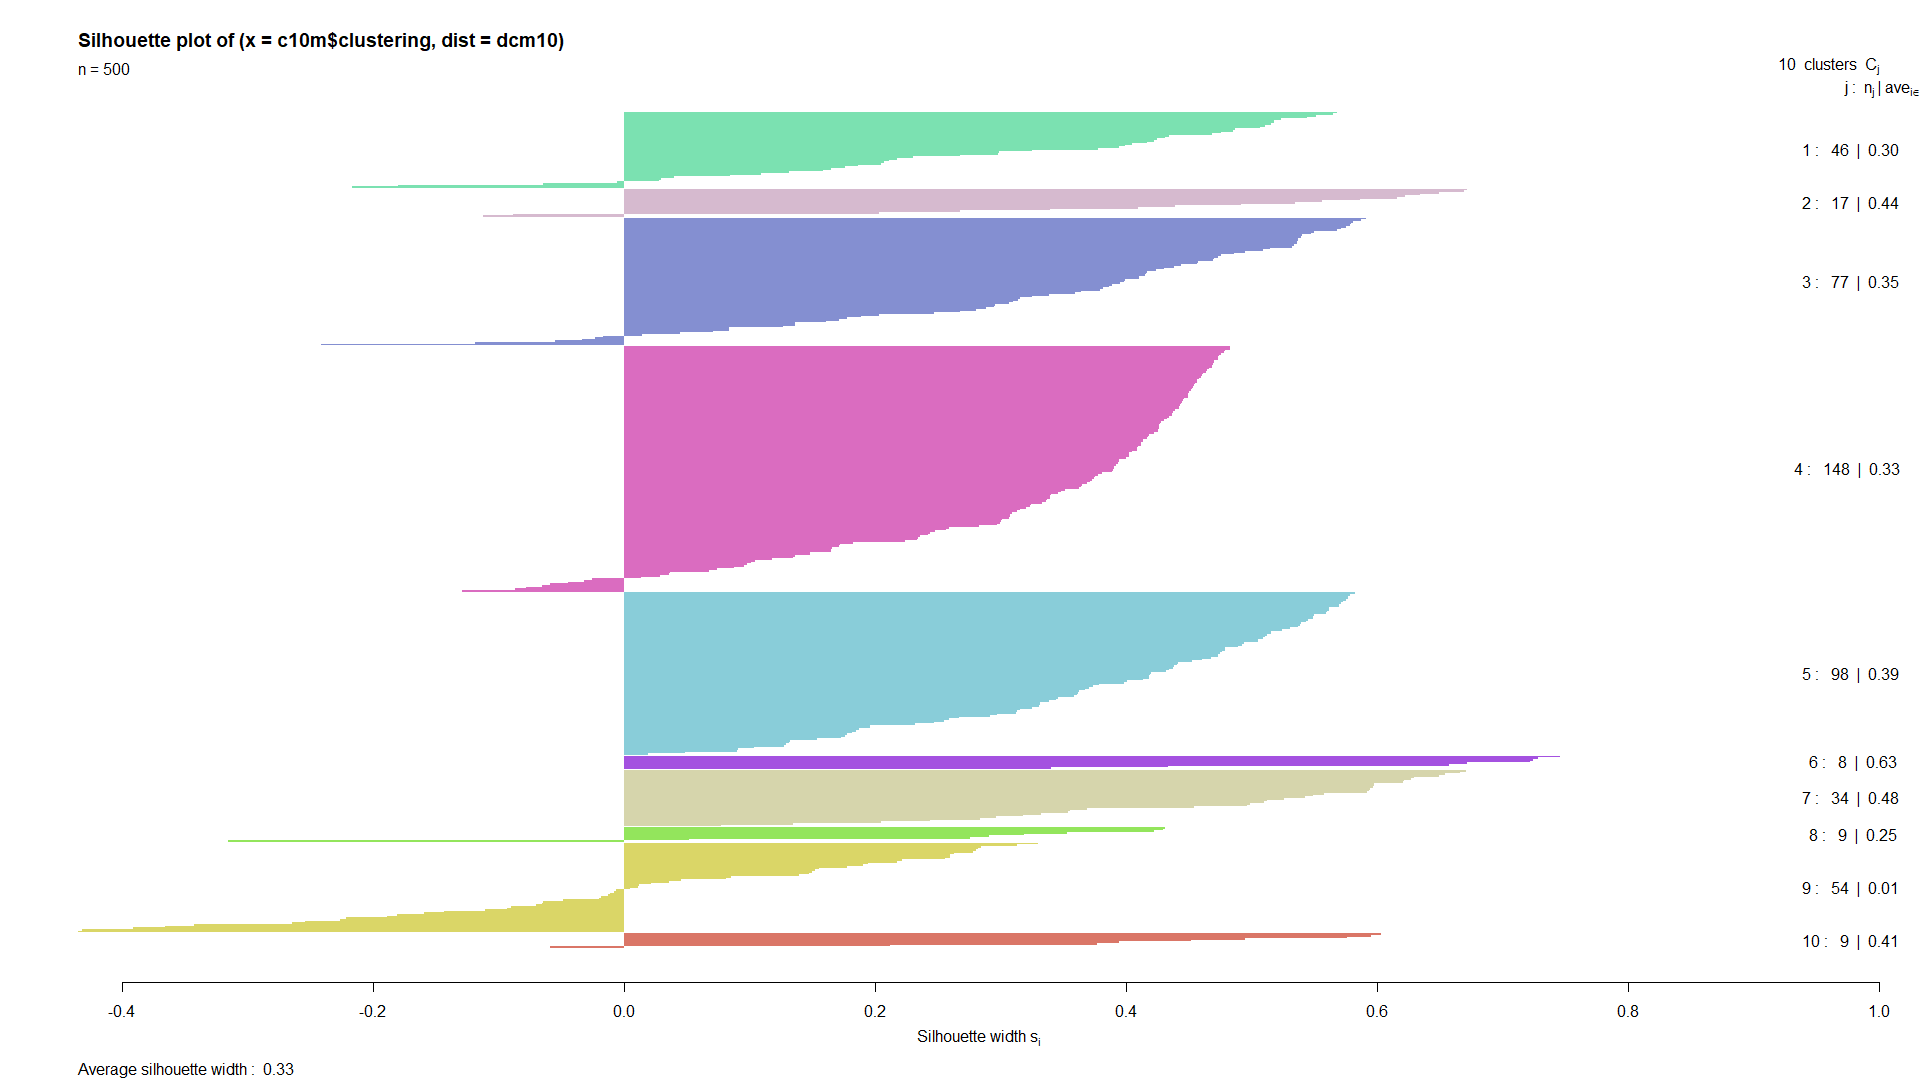 Silhouette plot of (x = c10m$clustering, dist = dcm10)
n = 500
10 clusters Cj
j : nj | avei∈
1 : 46 | 0.30
2 : 17 | 0.44
3 : 77 | 0.35
4 : 148 | 0.33
5 : 98 | 0.39
6 : 8 | 0.63
7 : 34 | 0.48
8 : 9 | 0.25
9 : 54 | 0.01
10 : 9 | 0.41
-0.4 -0.2 0.0 0.2 0.4 0.6 0.8 1.0
Silhouette width si
Average silhouette width : 0.33